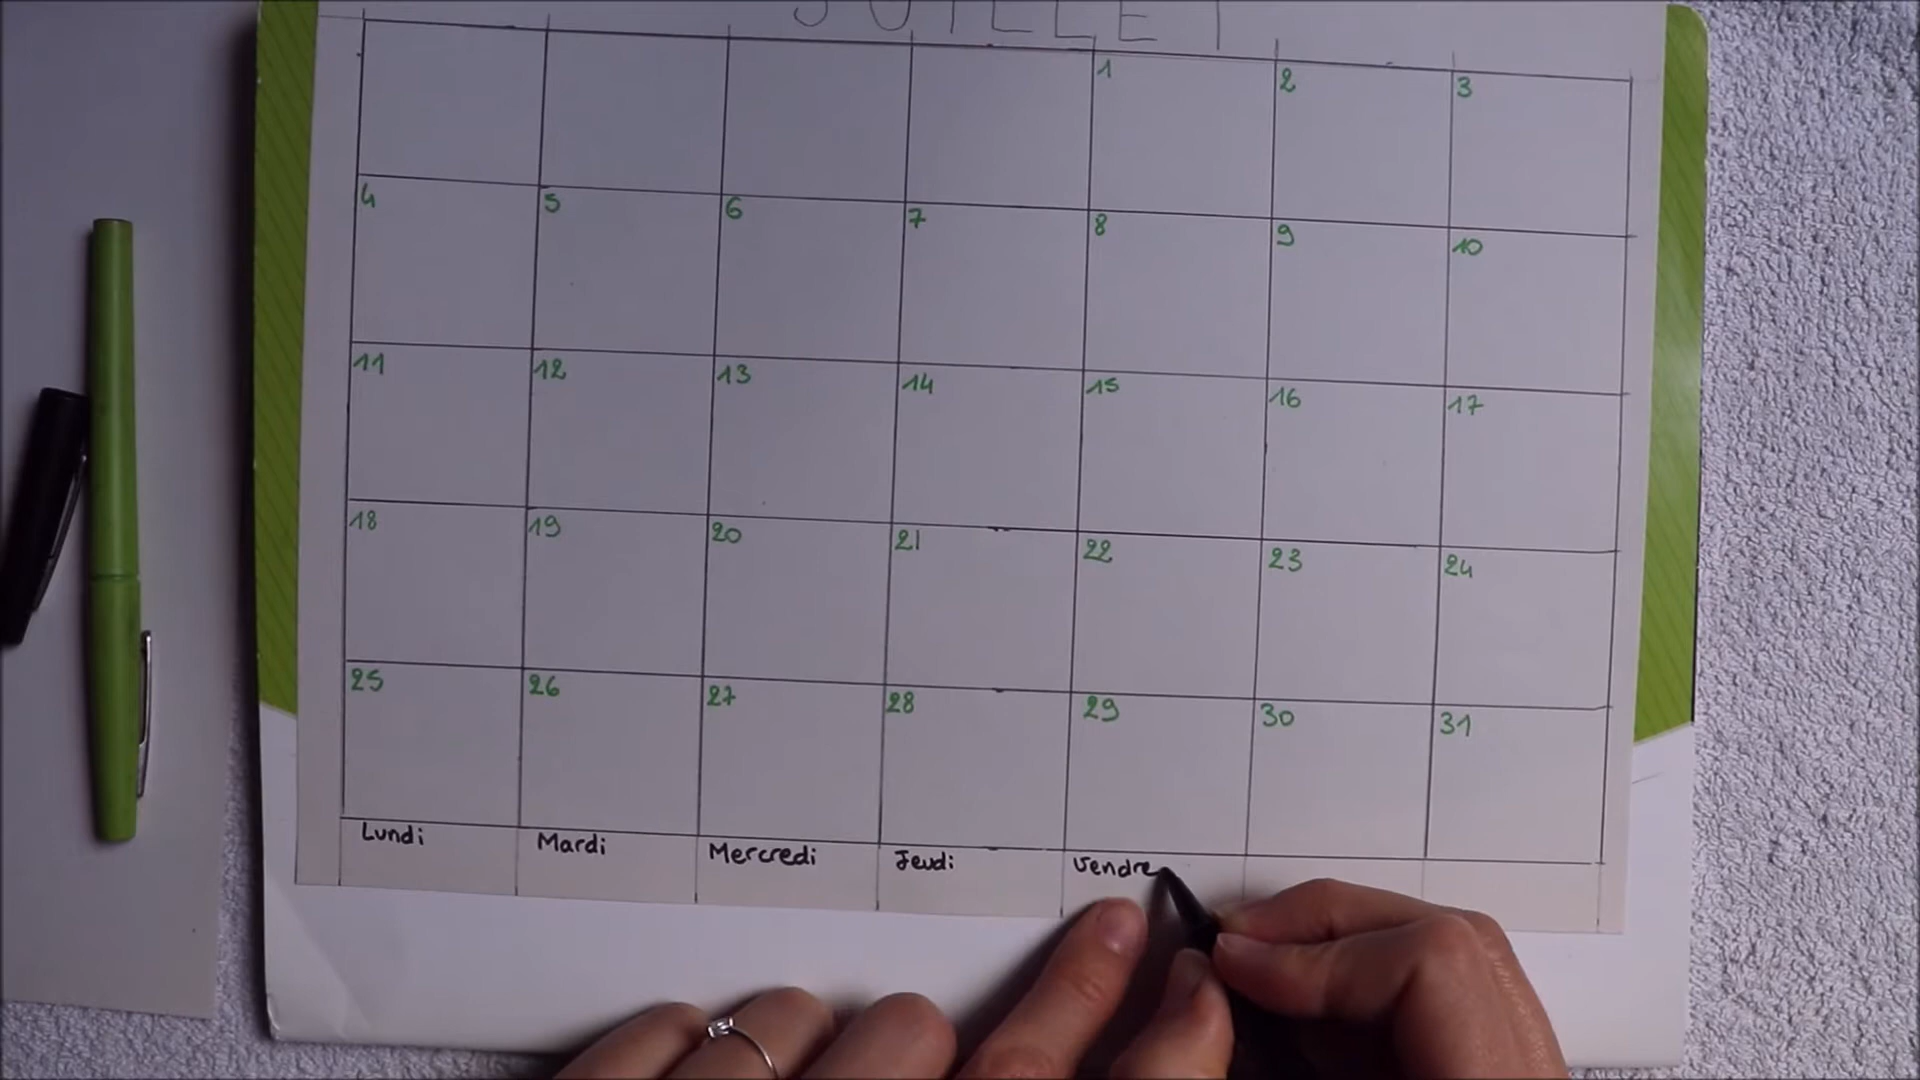 JUILLET
1 2 3
4 5 6 7 8 9 10
11 12 13 14 15 16 17
18 19 20 21 22 23 24
25 26 27 28 29 30 31
Lundi Mardi Mercredi Jeudi Vendre